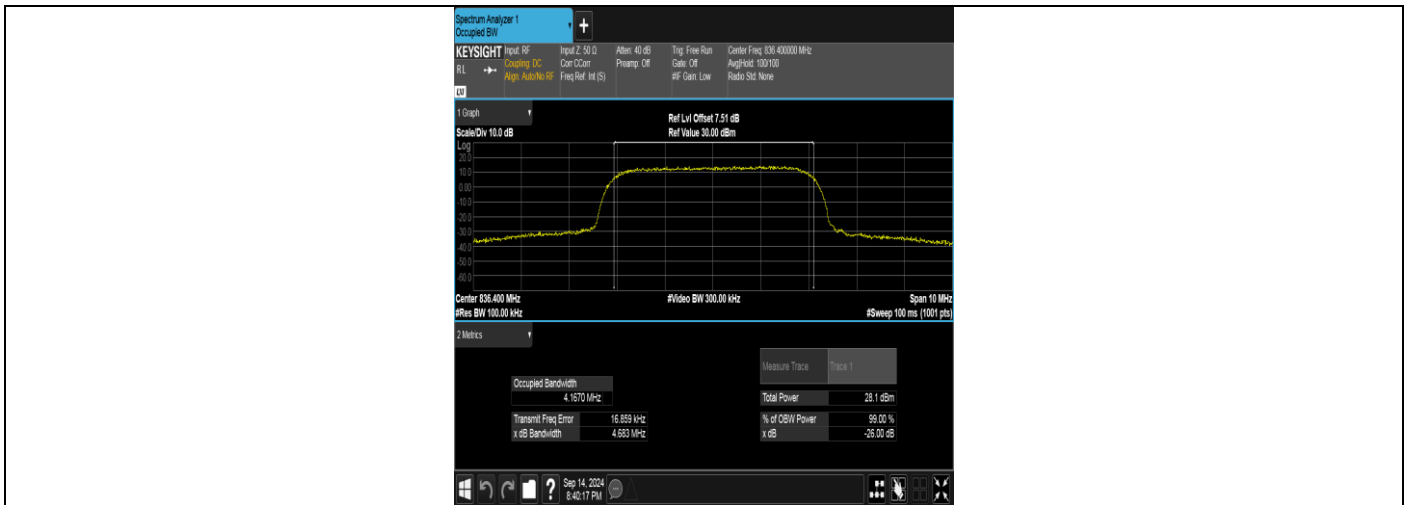 Spectrum Analyzer 1
Occupied BW
+
KEYSIGHT Input: RF Input Z: 50 Ω Atten: 40 dB Trig: Free Run Center Freq: 836.400000 MHz
Coupling: DC Corr CCorr Preamp: Off Gate: Off Avg|Hold: 100/100
R L Align: Auto/No RF Freq Ref: Int (S) #IF Gain: Low Radio Std: None
LXI
1 Graph
Ref Lvl Offset 7.51 dB
Scale/Div 10.0 dB Ref Value 30.00 dBm
Log
20.0
10.0
0.00
-10.0
-20.0
-30.0
-40.0
-50.0
-60.0
Center 836.400 MHz #Video BW 300.00 kHz Span 10 MHz
#Res BW 100.00 kHz #Sweep 100 ms (1001 pts)
2 Metrics
Measure Trace Trace 1
Occupied Bandwidth
4.1670 MHz
Total Power 28.1 dBm
Transmit Freq Error 16.859 kHz % of OBW Power 99.00 %
x dB Bandwidth 4.683 MHz x dB -26.00 dB
? Sep 14, 2024
8:40:17 PM